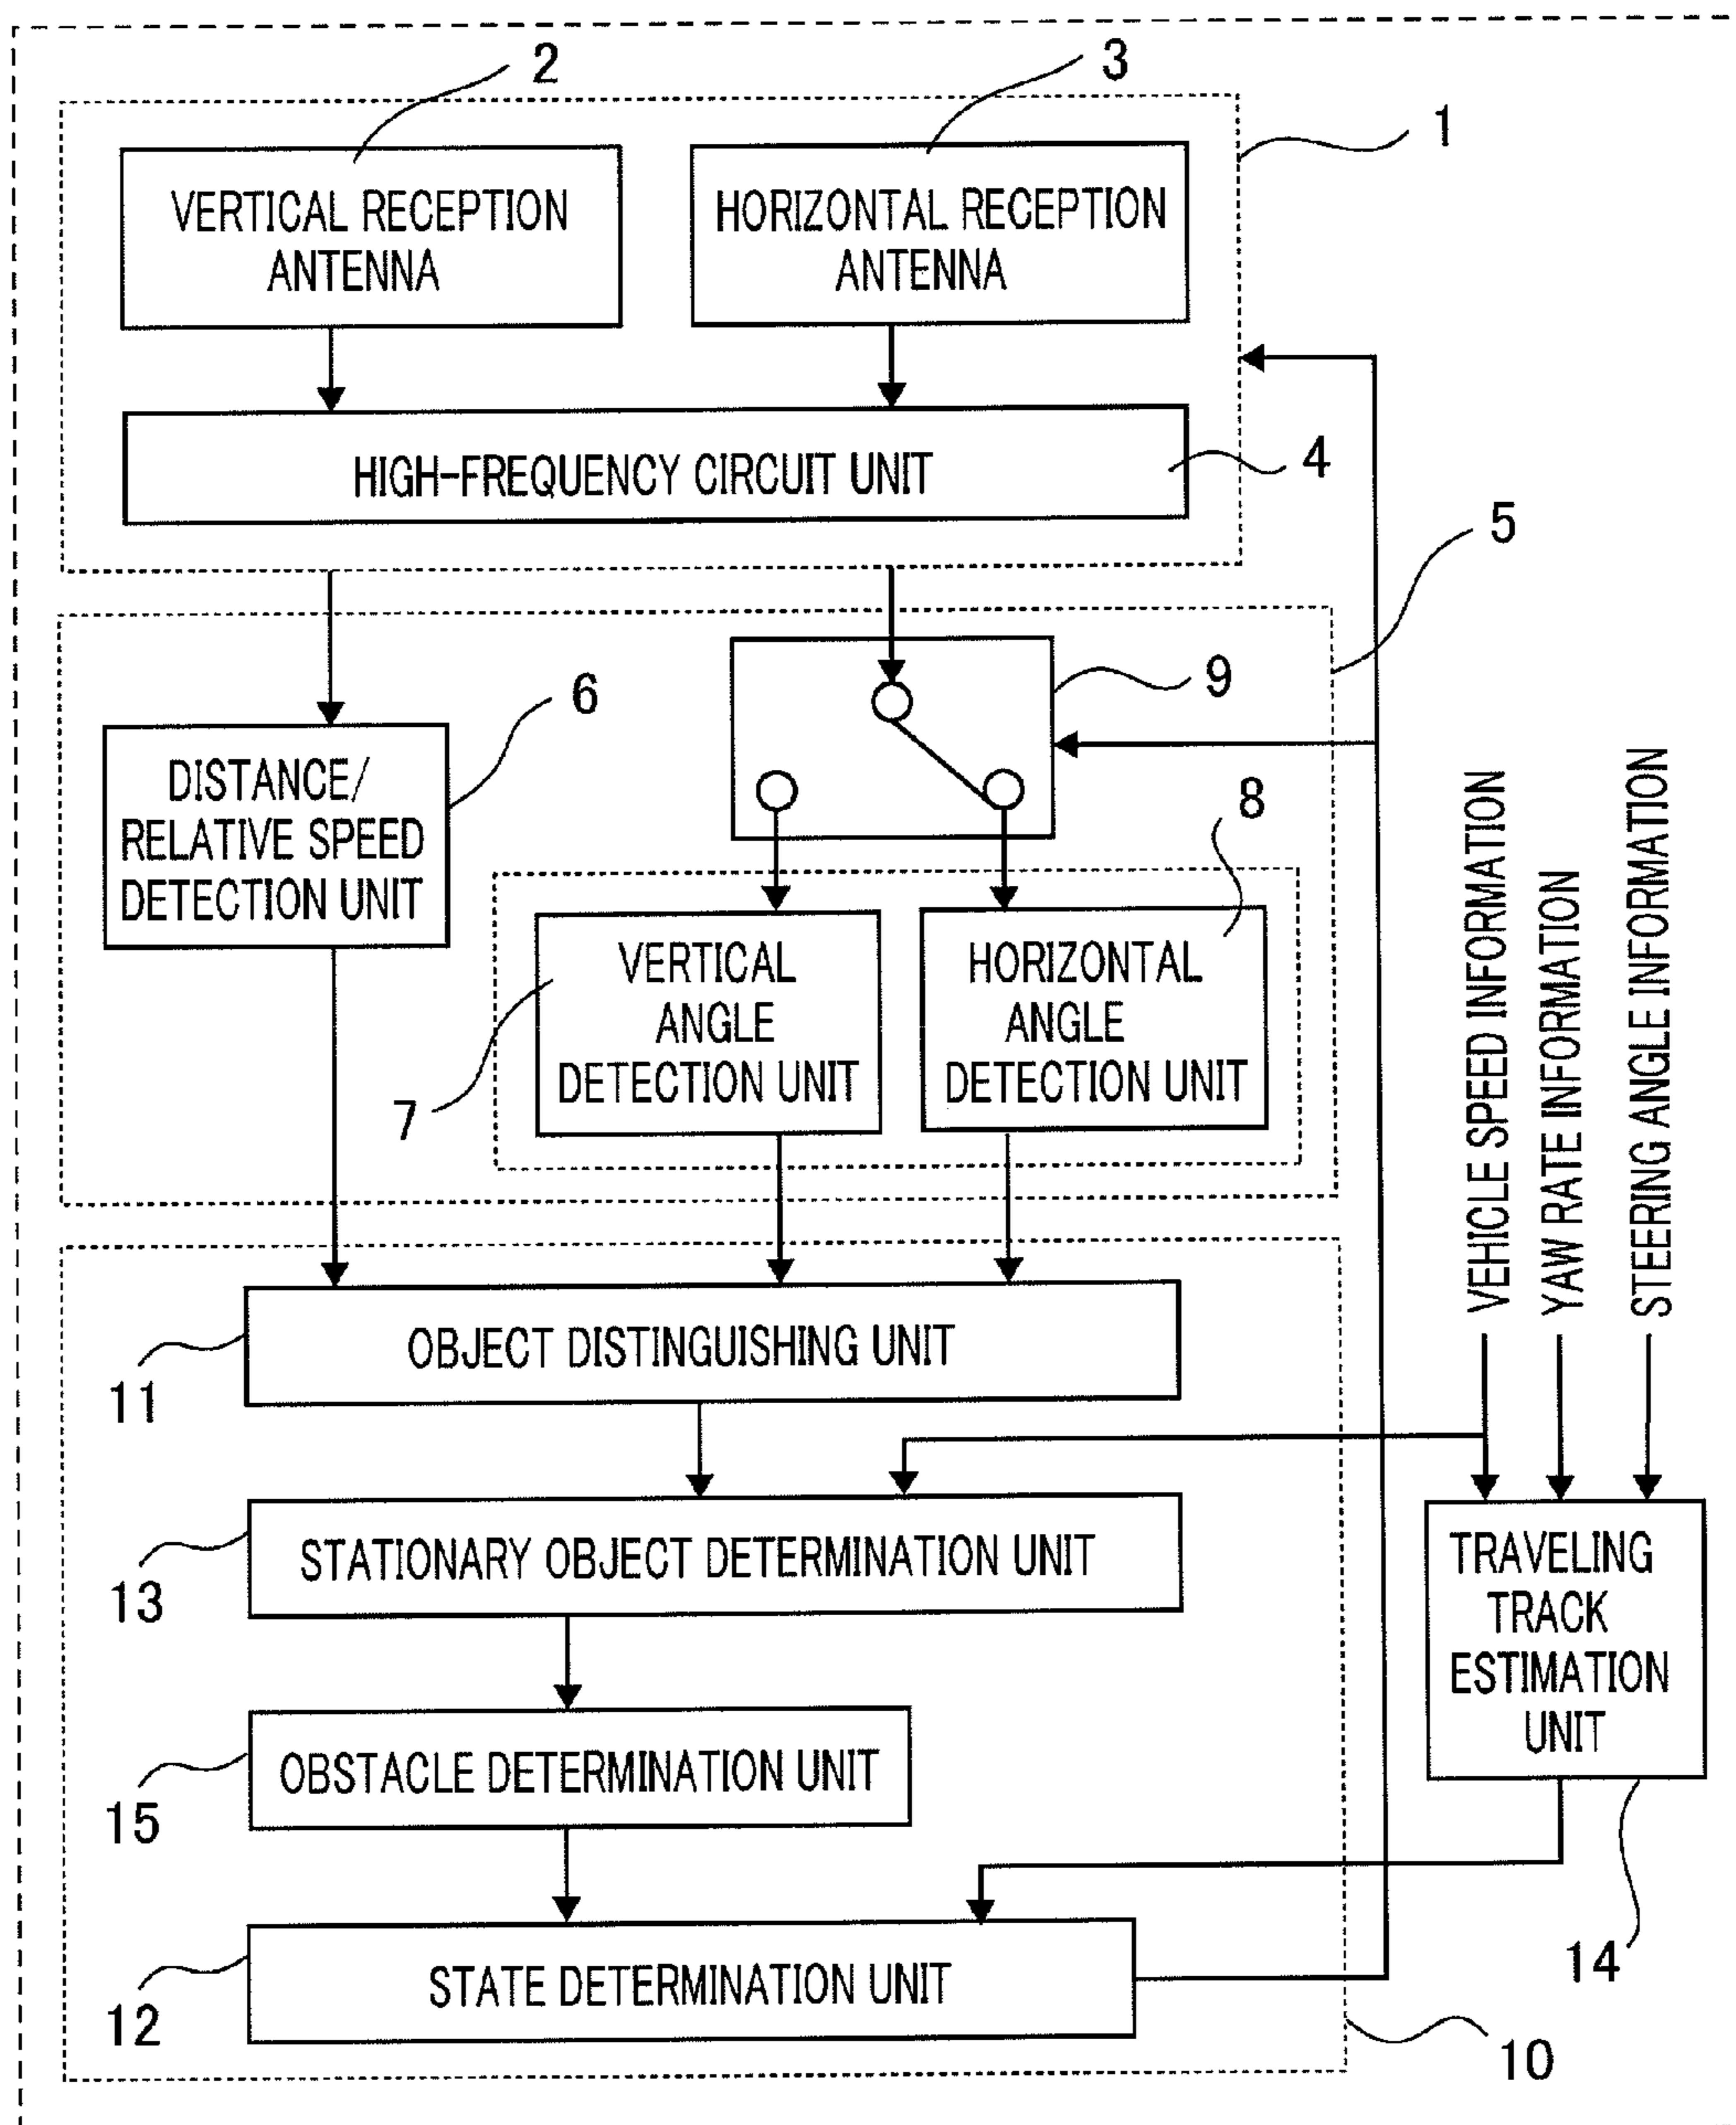 2
3
1
VERTICAL RECEPTION
ANTENNA
HORIZONTAL RECEPTION
ANTENNA
HIGH-FREQUENCY CIRCUIT UNIT
4
5
9
6
DISTANCE/
RELATIVE SPEED
DETECTION UNIT
8
VERTICAL
ANGLE
DETECTION UNIT
7
HORIZONTAL
ANGLE
DETECTION UNIT
VEHICLE SPEED INFORMATION
YAW RATE INFORMATION
STEERING ANGLE INFORMATION
OBJECT DISTINGUISHING UNIT
11
STATIONARY OBJECT DETERMINATION UNIT
13
TRAVELING
TRACK
ESTIMATION
UNIT
14
OBSTACLE DETERMINATION UNIT
15
STATE DETERMINATION UNIT
12
10